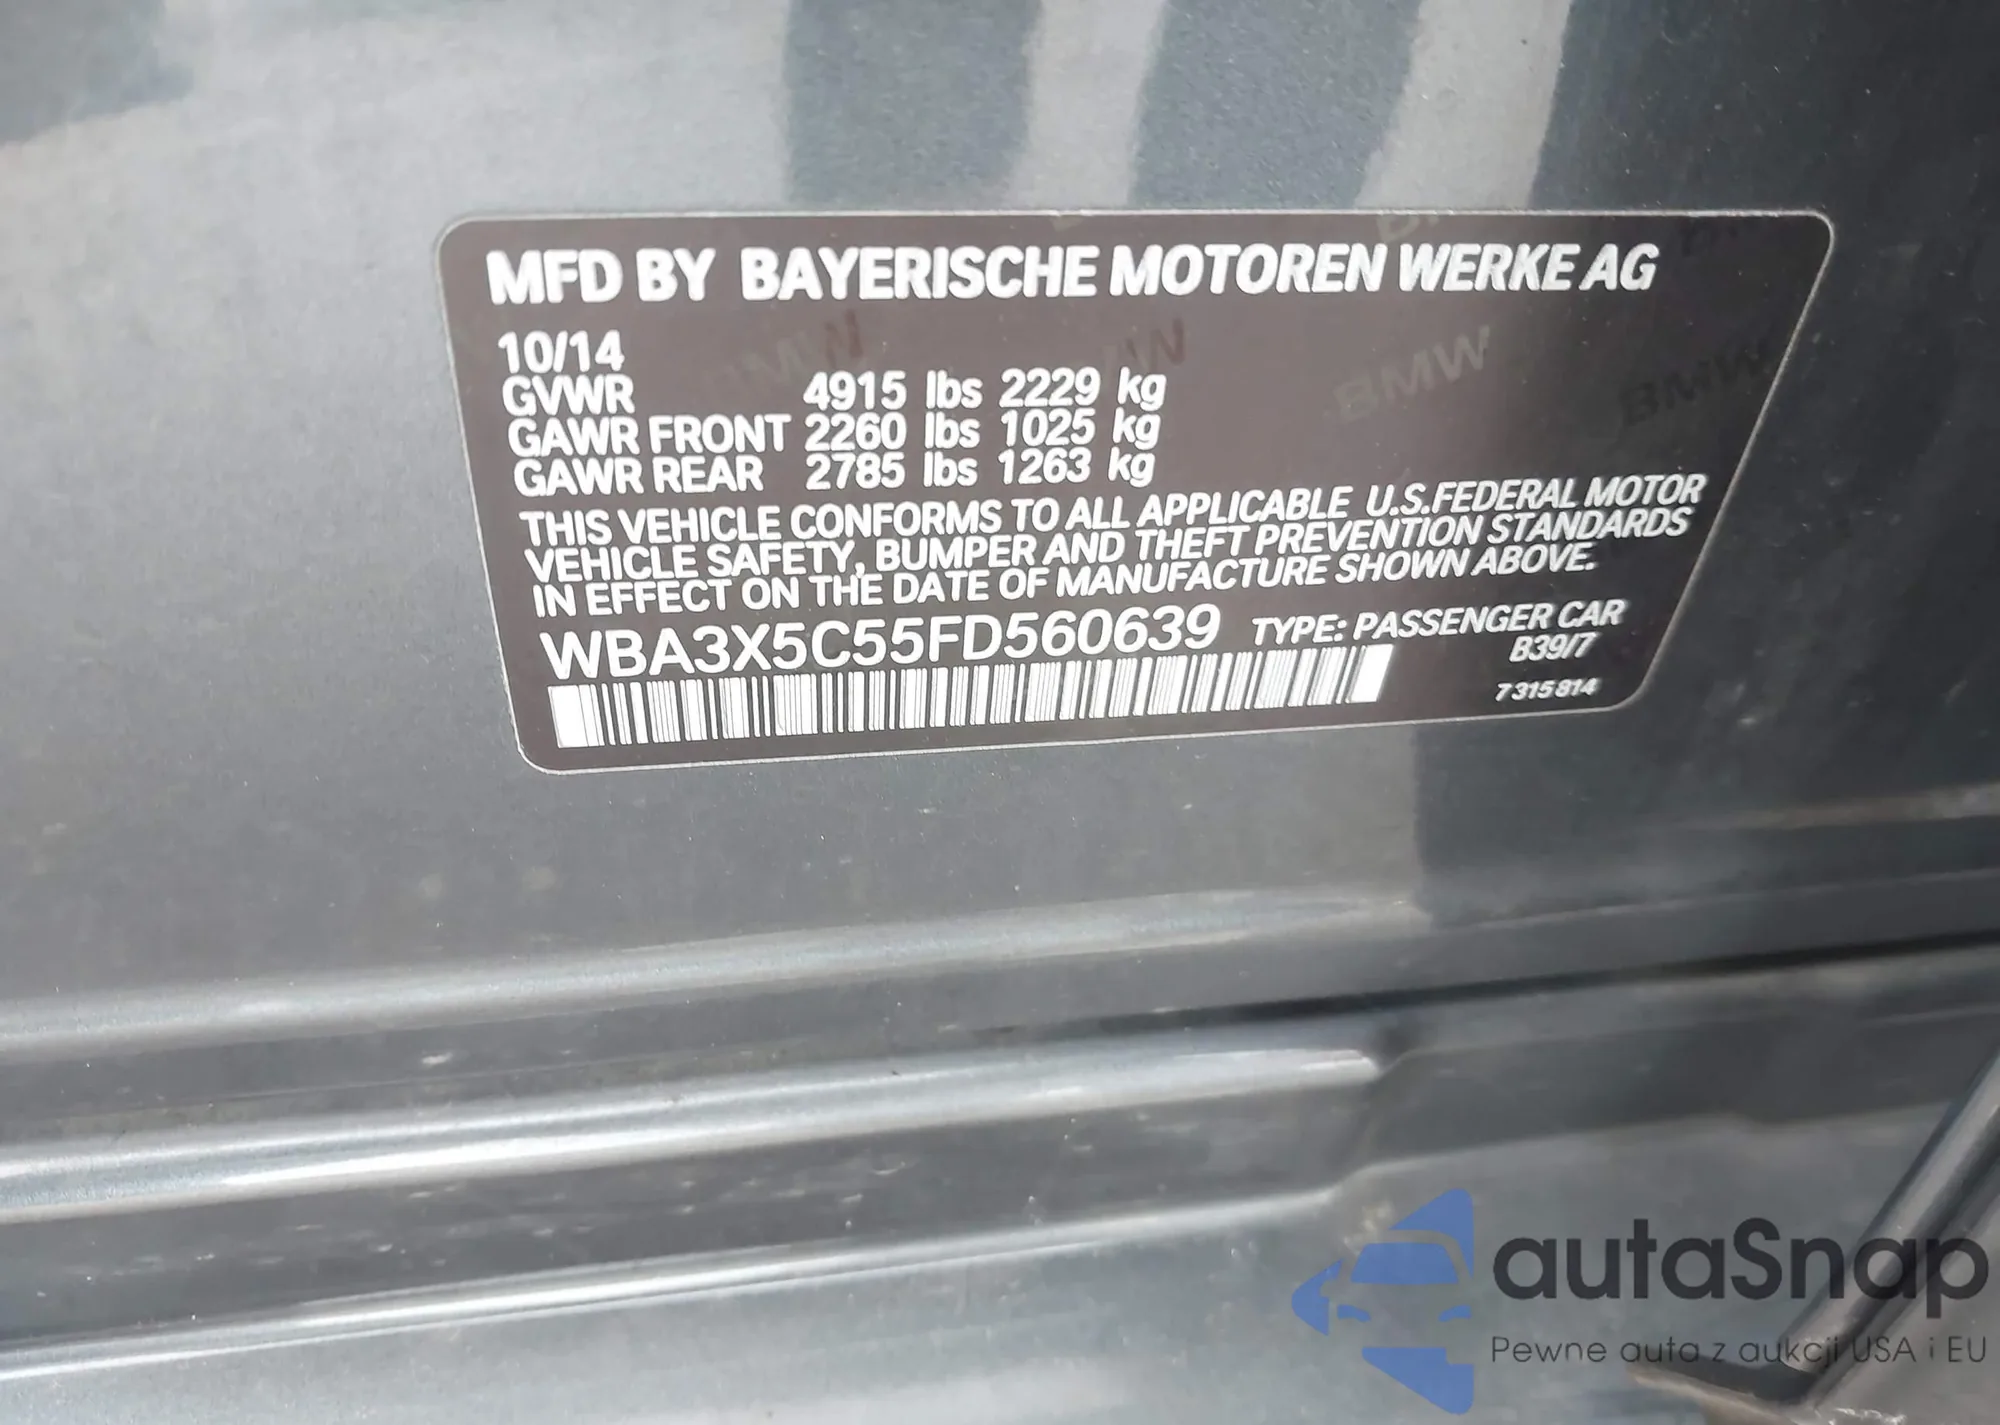 MFD BY BAYERISCHE MOTOREN WERKE AG
10/14
GVWR 4915 lbs 2229 kg
GAWR FRONT 2260 lbs 1025 kg
GAWR REAR 2785 lbs 1263 kg
THIS VEHICLE CONFORMS TO ALL APPLICABLE U.S.FEDERAL MOTOR
VEHICLE SAFETY, BUMPER AND THEFT PREVENTION STANDARDS
IN EFFECT ON THE DATE OF MANUFACTURE SHOWN ABOVE.
WBA3X5C55FD560639 TYPE: PASSENGER CAR
B39/7
7 315 814
BMW BMW
autaSnap
Pewne auta z aukcji USA i EU